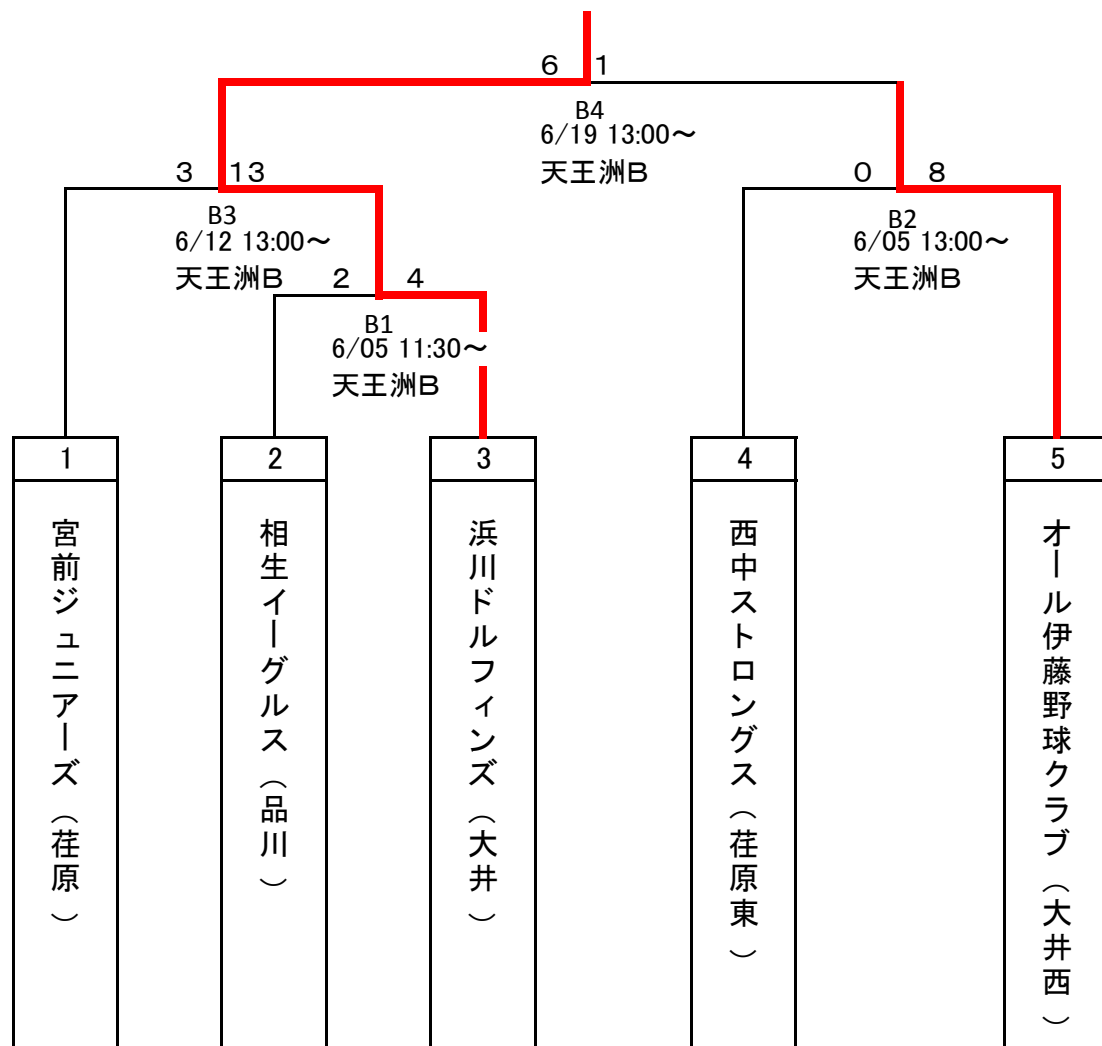 6 1
B4
6/19 13:00～
天王洲B
3 13
0 8
B3
6/12 13:00～
天王洲B
B2
6/05 13:00～
天王洲B
2 4
B1
6/05 11:30～
天王洲B
1
2
3
4
5
宮前ジュニアーズ（荏原）
相生イーグルス（品川）
浜川ドルフィンズ（大井）
西中ストロングス（荏原東）
オール伊藤野球クラブ（大井西）